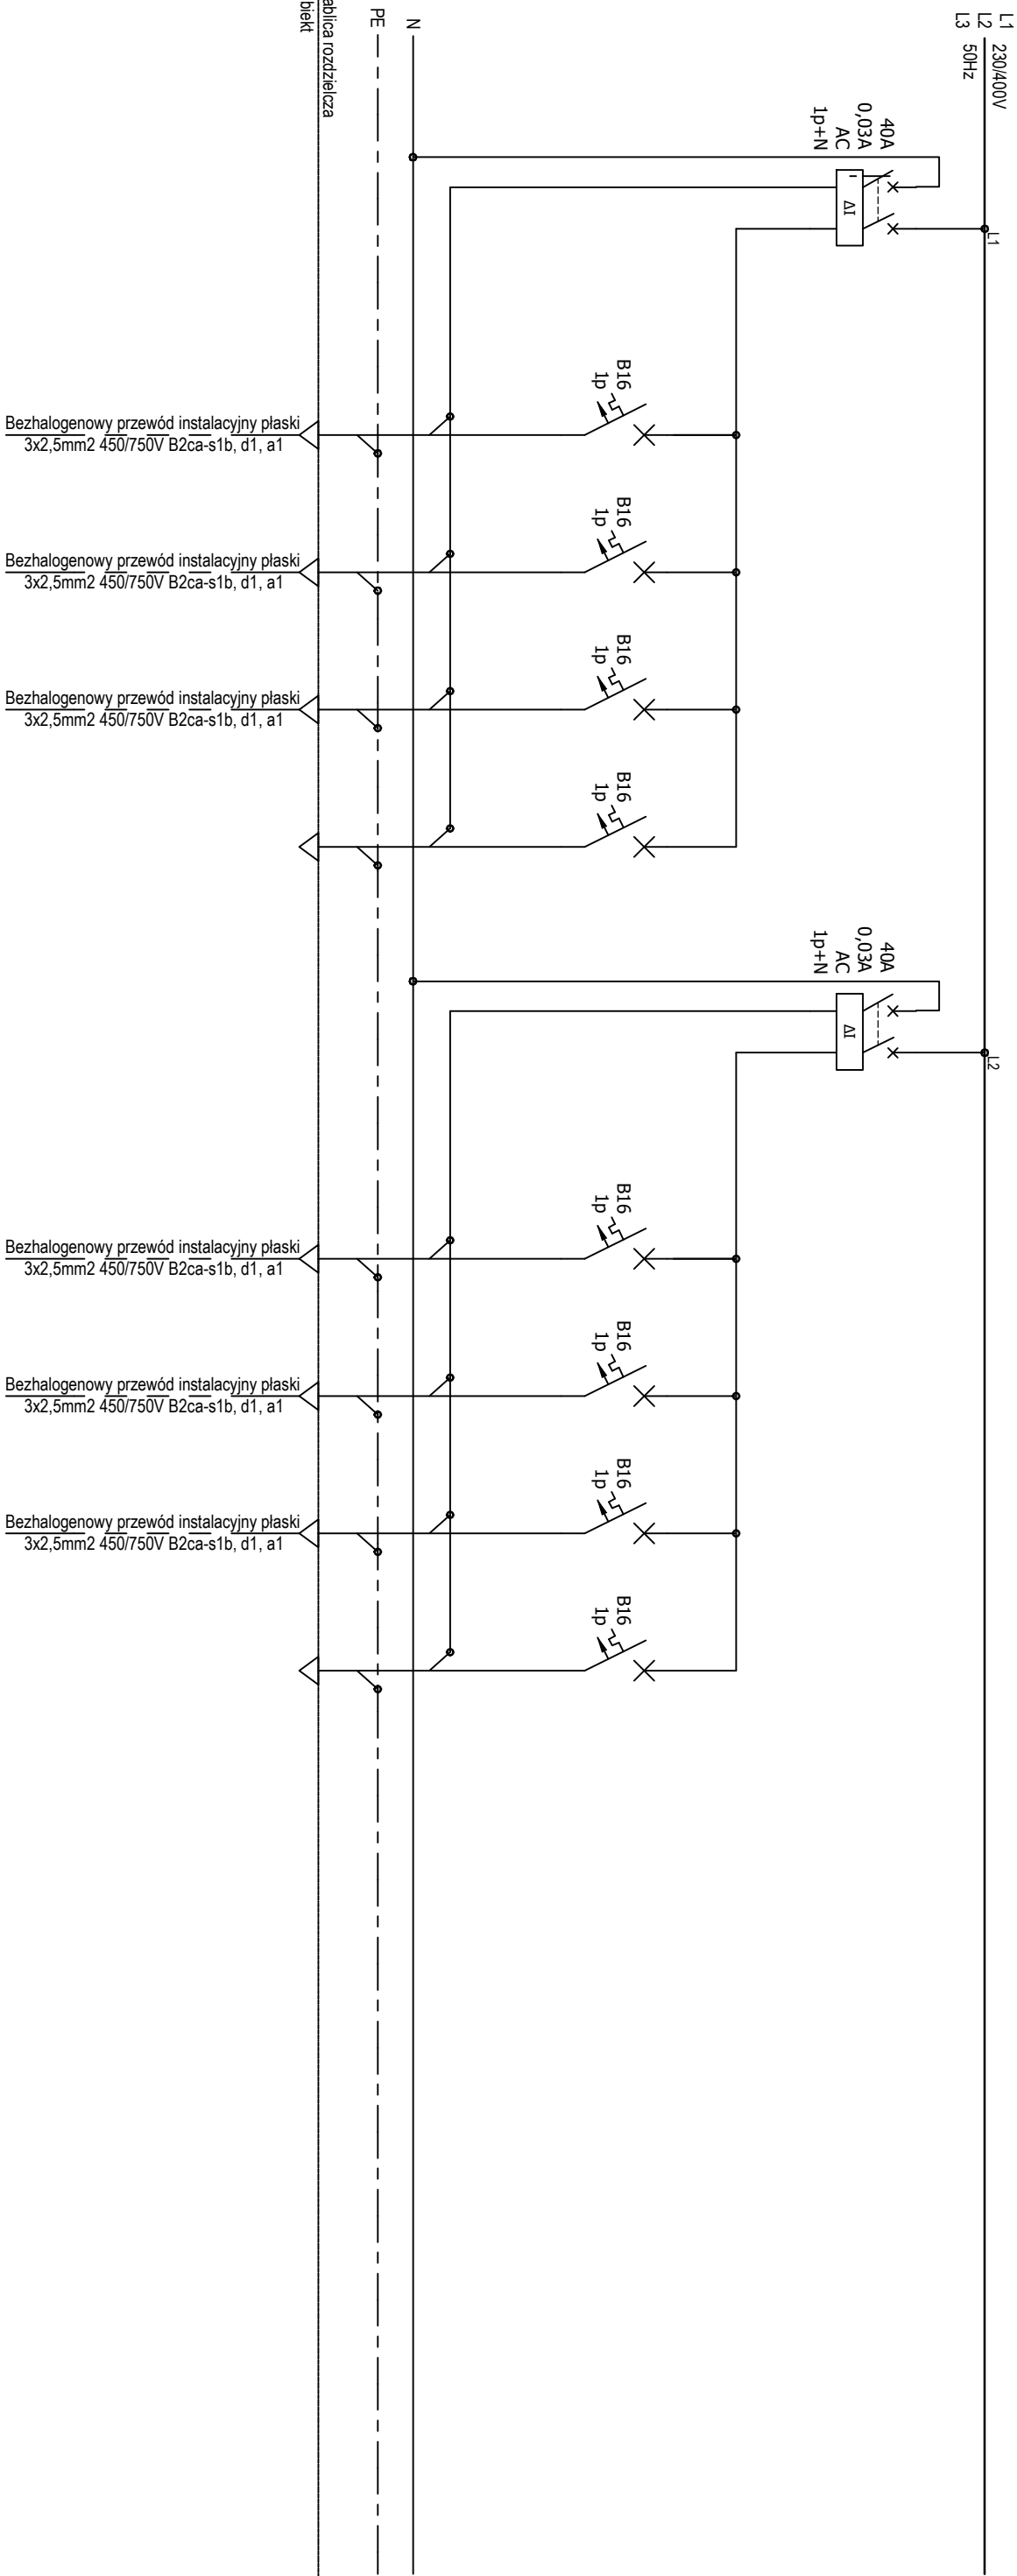 L1
L2
L3
230/400V
50Hz
N
PE
ablica rozdzielcza
biekt
40A
0,03A
AC
1p+N
ΔI
L1
B16
1p
Bezhalogenowy przewód instalacyjny płaski
3x2,5mm2 450/750V B2ca-s1b, d1, a1
B16
1p
Bezhalogenowy przewód instalacyjny płaski
3x2,5mm2 450/750V B2ca-s1b, d1, a1
B16
1p
Bezhalogenowy przewód instalacyjny płaski
3x2,5mm2 450/750V B2ca-s1b, d1, a1
B16
1p
40A
0,03A
AC
1p+N
ΔI
L2
B16
1p
Bezhalogenowy przewód instalacyjny płaski
3x2,5mm2 450/750V B2ca-s1b, d1, a1
B16
1p
Bezhalogenowy przewód instalacyjny płaski
3x2,5mm2 450/750V B2ca-s1b, d1, a1
B16
1p
Bezhalogenowy przewód instalacyjny płaski
3x2,5mm2 450/750V B2ca-s1b, d1, a1
B16
1p